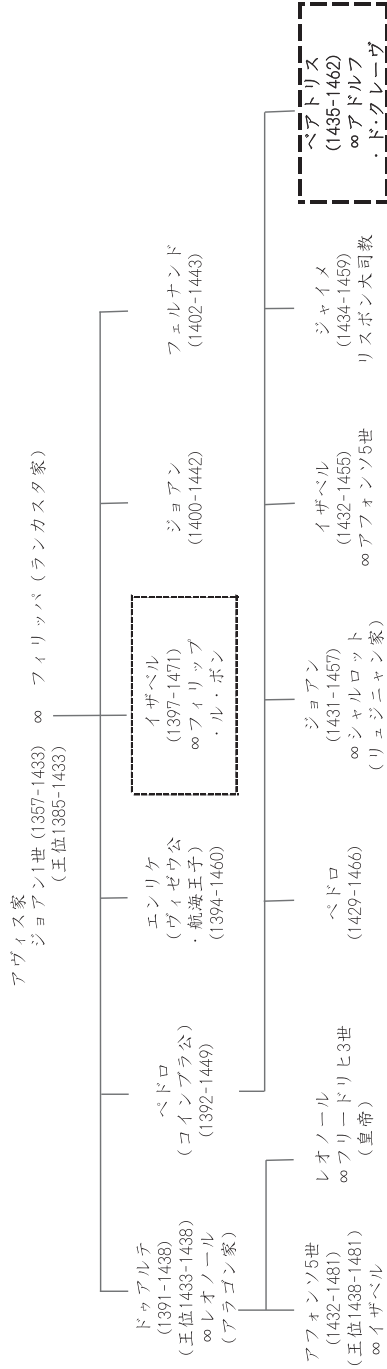 アヴィス家
ジョアン1世 (1357-1433) ∞ フィリッパ（ランカスタ家）
（王位1385-1433）
ドゥアルテ
(1391-1438)
(王位1433-1438)
∞レオノール
（アラゴン家）
ペドロ
（コインブラ公）
(1392-1449)
エンリケ
（ヴィゼウ公
・航海王子）
(1394-1460)
イザベル
(1397-1471)
∞フィリップ
・ル・ボン
ジョアン
(1400-1442)
フェルナンド
(1402-1443)
アフォンソ5世
(1432-1481)
(王位1438-1481)
∞イザベル
レオノール
∞フリードリヒ3世
（皇帝）
ペドロ
(1429-1466)
ジョアン
(1431-1457)
∞シャルロット
（リュジニャン家）
イザベル
(1432-1455)
∞アフォンソ5世
ジャイメ
(1434-1459)
リスボン大司教
ベアトリス
(1435-1462)
∞アドルフ
・ド・クレーヴ